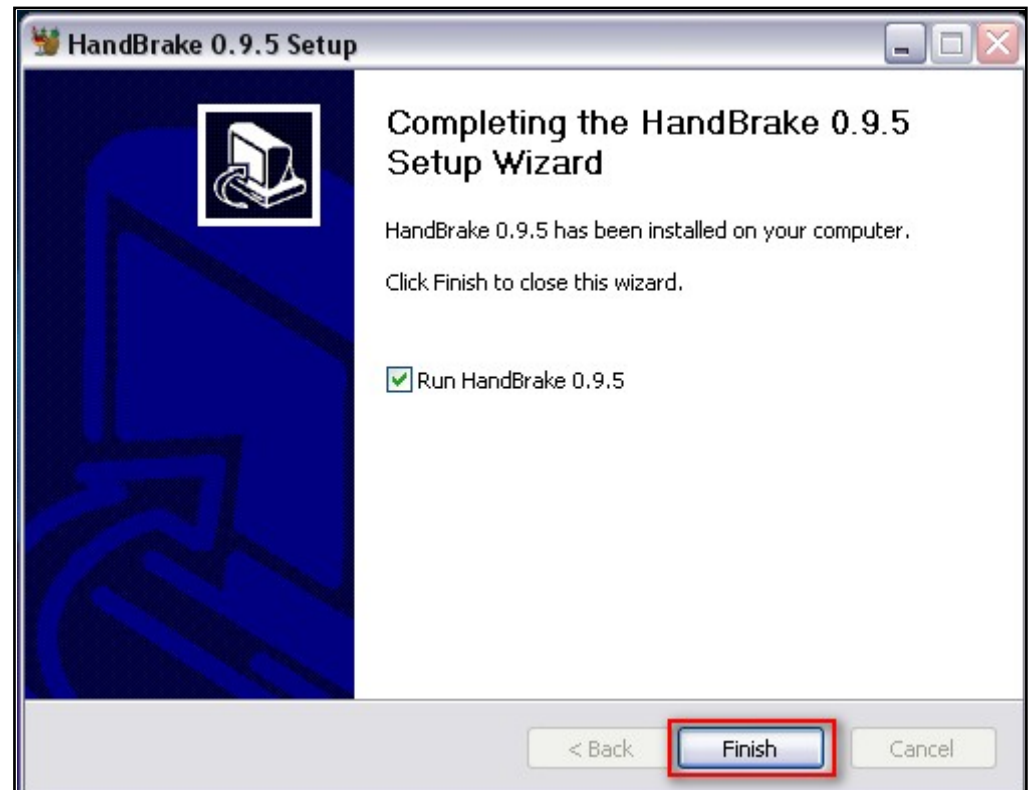 HandBrake 0.9.5 Setup
Completing the HandBrake 0.9.5
Setup Wizard
HandBrake 0.9.5 has been installed on your computer.
Click Finish to close this wizard.
Run HandBrake 0.9.5
< Back Finish Cancel